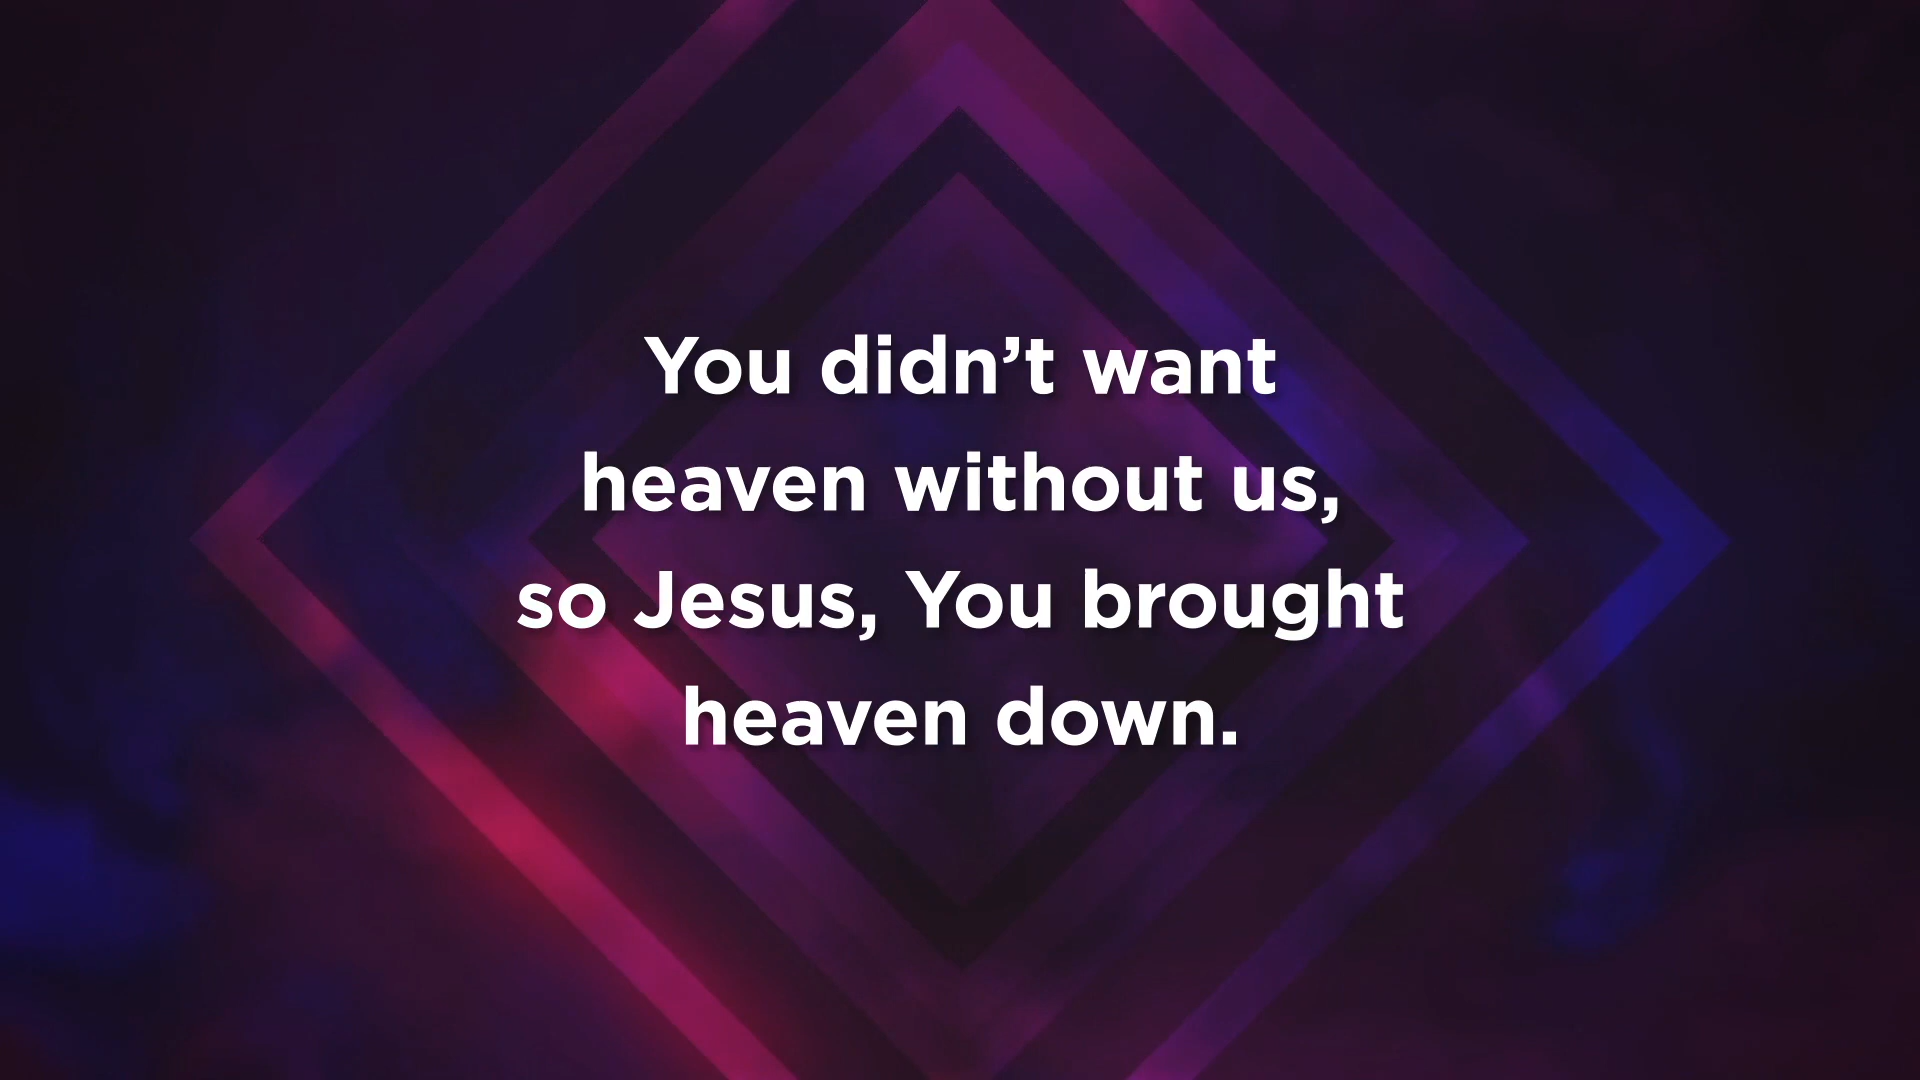 You didn’t want
heaven without us,
so Jesus, You brought
heaven down.